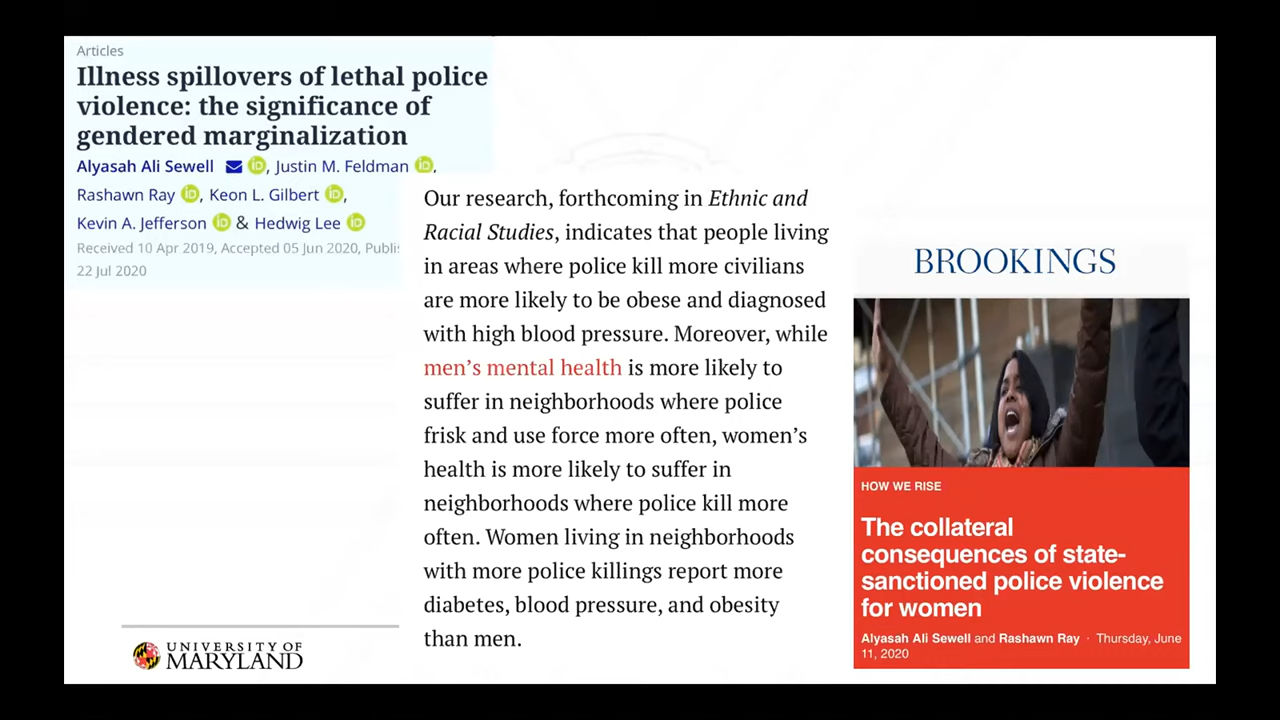 Articles
Illness spillovers of lethal police
violence: the significance of
gendered marginalization
Alyasah Ali Sewell iD, Justin M. Feldman iD,
Rashawn Ray iD, Keon L. Gilbert iD,
Kevin A. Jefferson iD & Hedwig Lee iD
Received 10 Apr 2019, Accepted 05 Jun 2020,
22 Jul 2020
Our research, forthcoming in Ethnic and
Racial Studies, indicates that people living
in areas where police kill more civilians
are more likely to be obese and diagnosed
with high blood pressure. Moreover, while
men's mental health is more likely to
suffer in neighborhoods where police
frisk and use force more often, women's
health is more likely to suffer in
neighborhoods where police kill more
often. Women living in neighborhoods
with more police killings report more
diabetes, blood pressure, and obesity
than men.
BROOKINGS
HOW WE RISE
The collateral
consequences of state-
sanctioned police violence
for women
Alyasah Ali Sewell and Rashawn Ray · Thursday, June
11, 2020
UNIVERSITY OF
MARYLAND